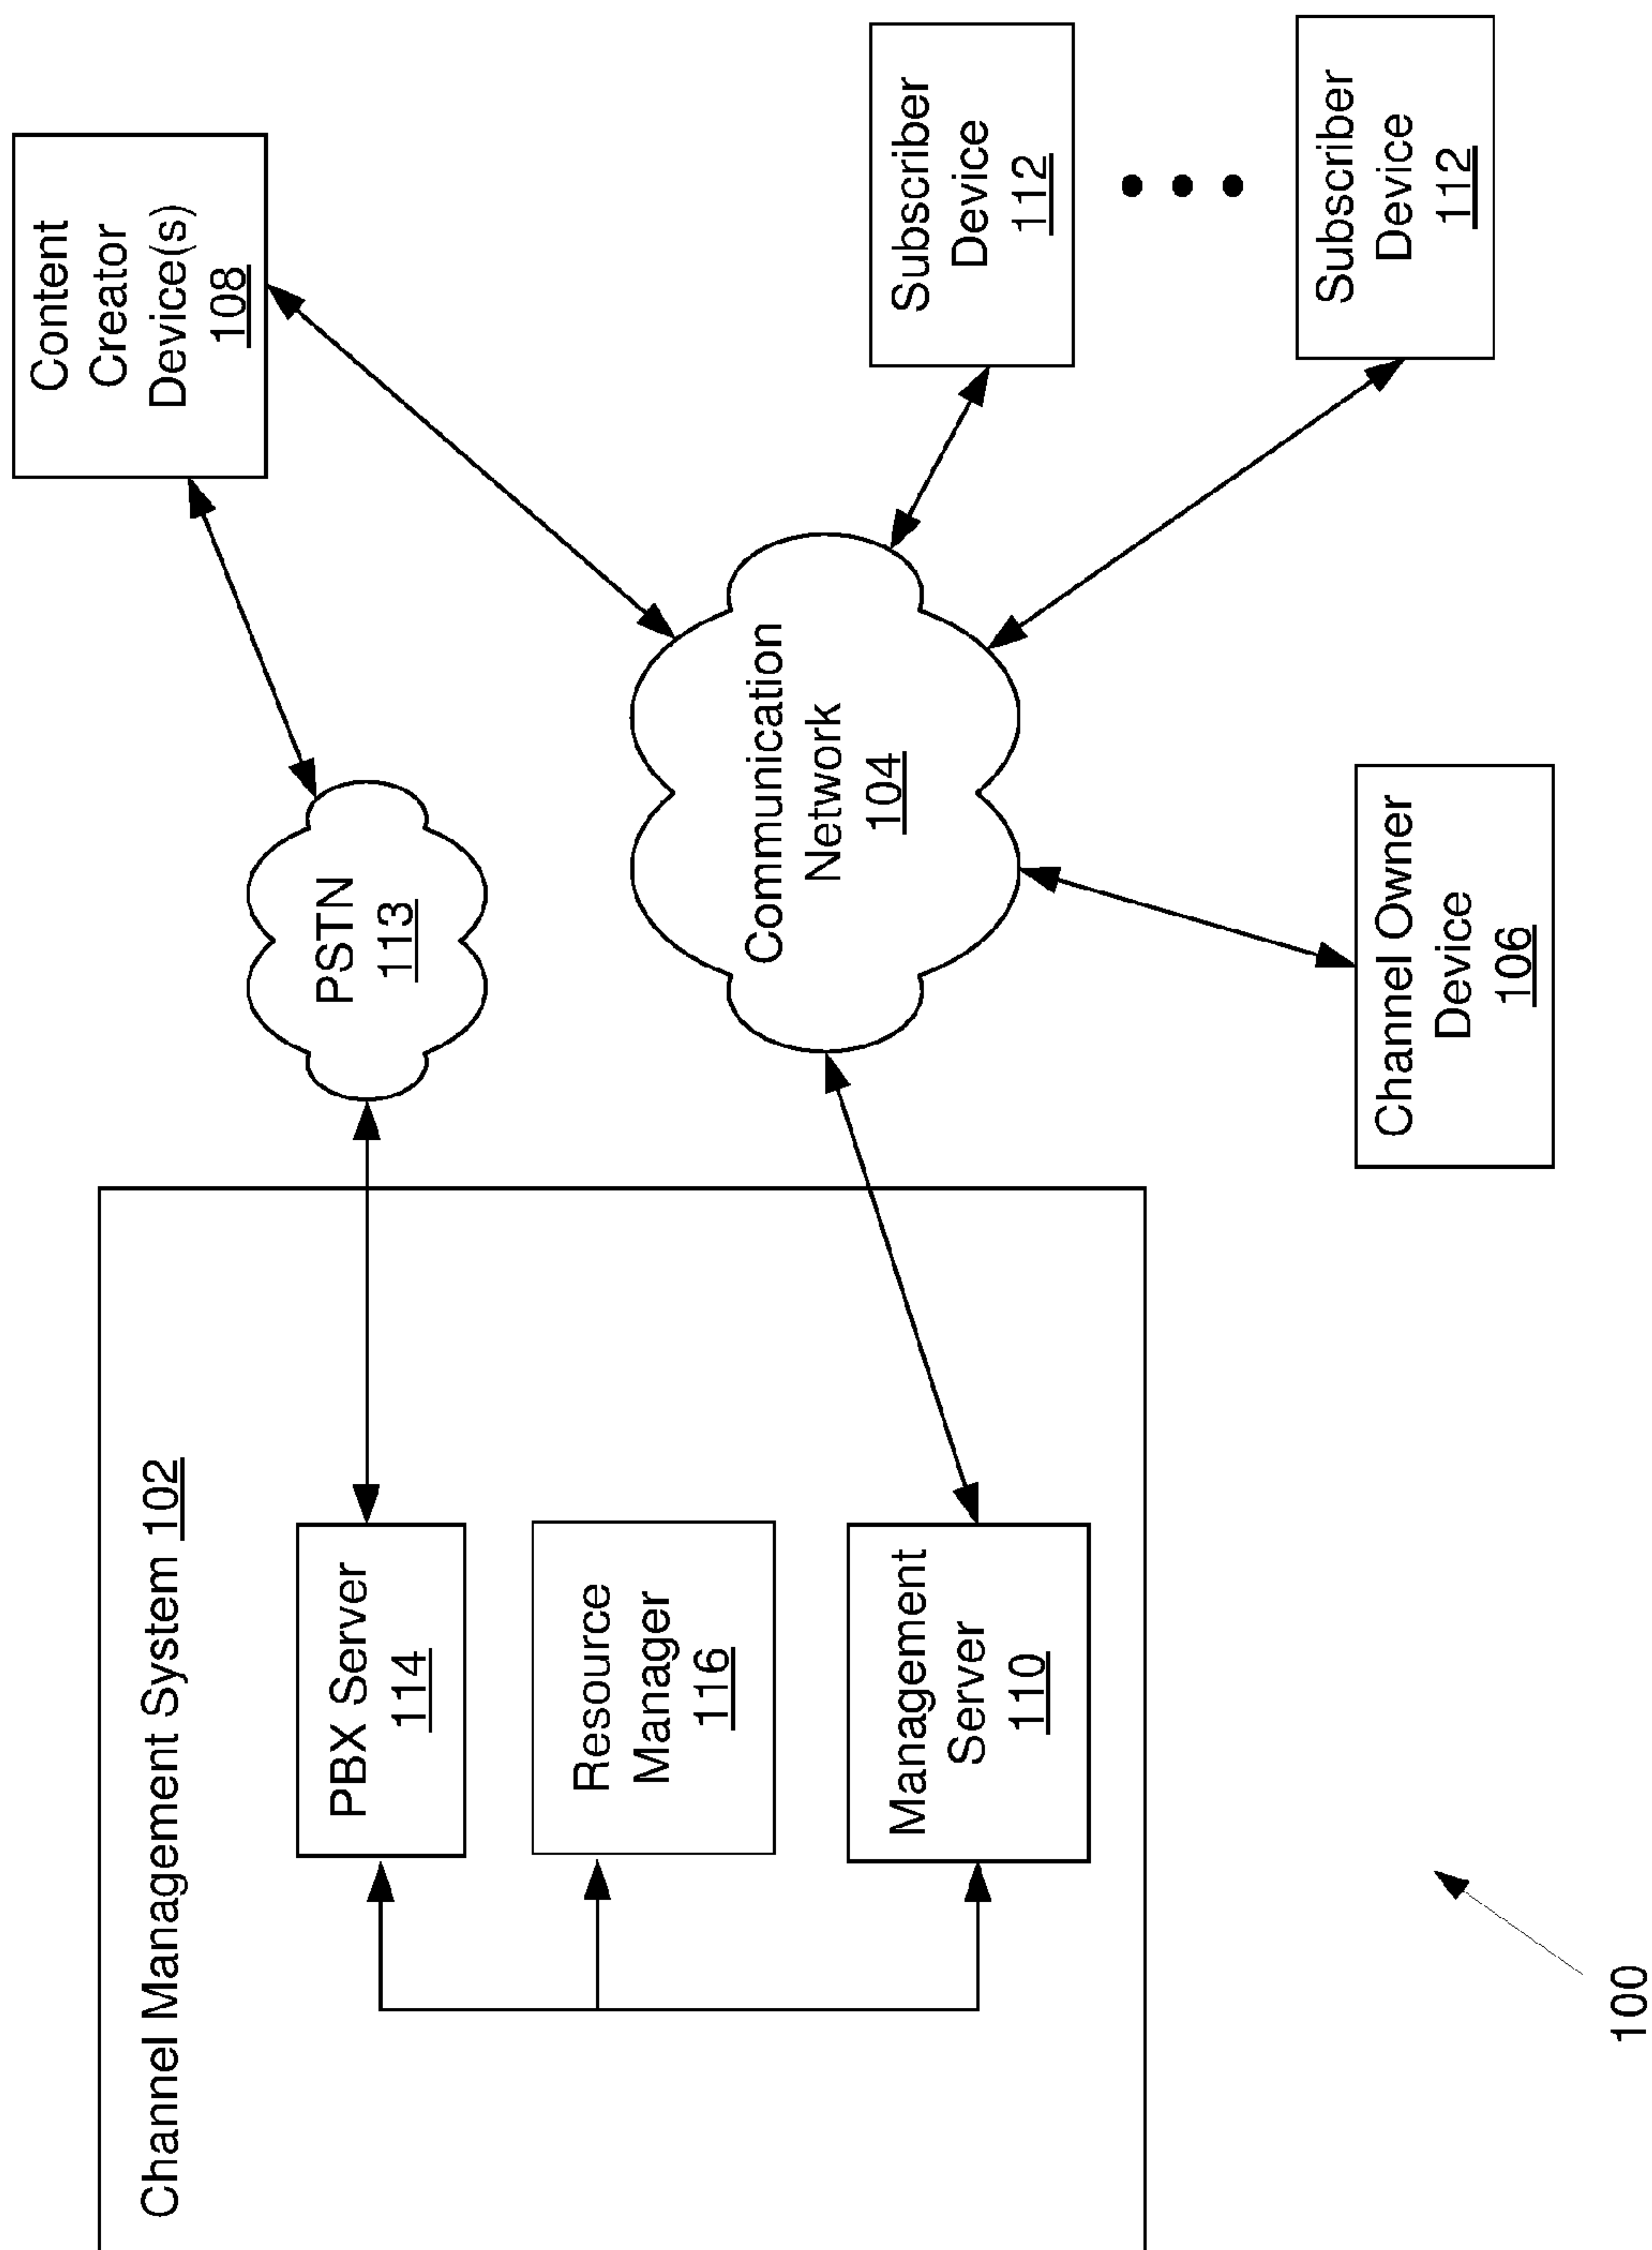 Channel Management System 102
PBX Server
114
Resource
Manager
116
Management
Server
110
PSTN
113
Communication
Network
104
Content
Creator
Device(s)
108
Subscriber
Device
112
Subscriber
Device
112
Channel Owner
Device
106
100